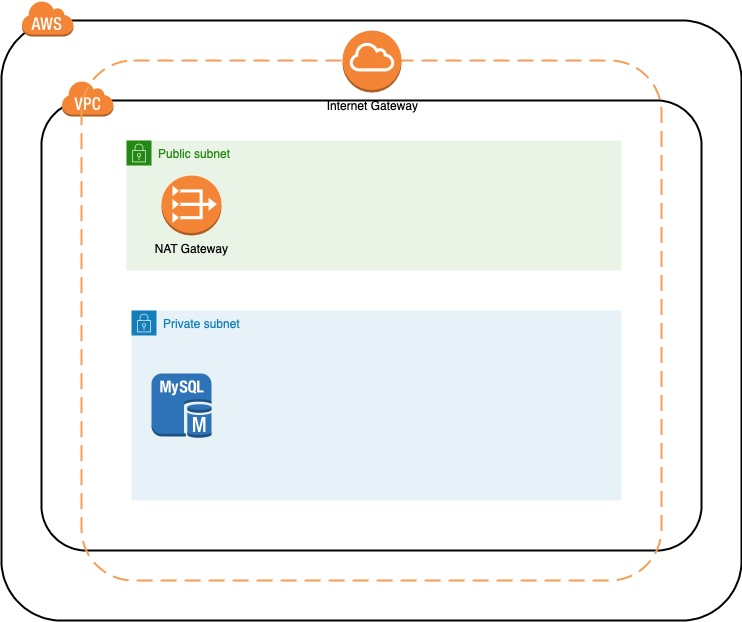 AWS
Internet Gateway
VPC
Public subnet
NAT Gateway
Private subnet
MySQL
M